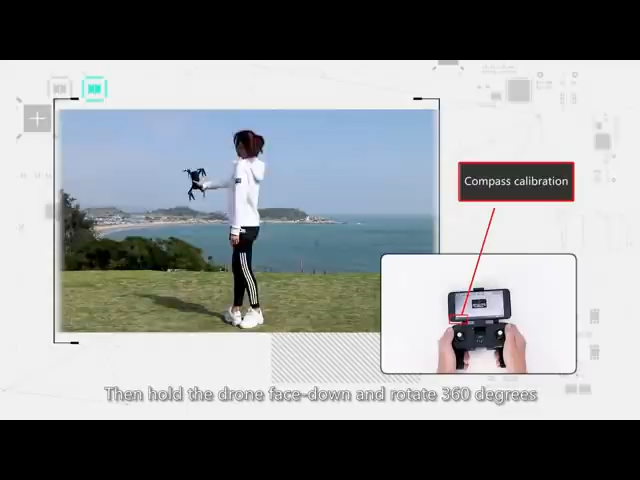 Compass calibration
Then hold the drone face-down and rotate 360 degrees